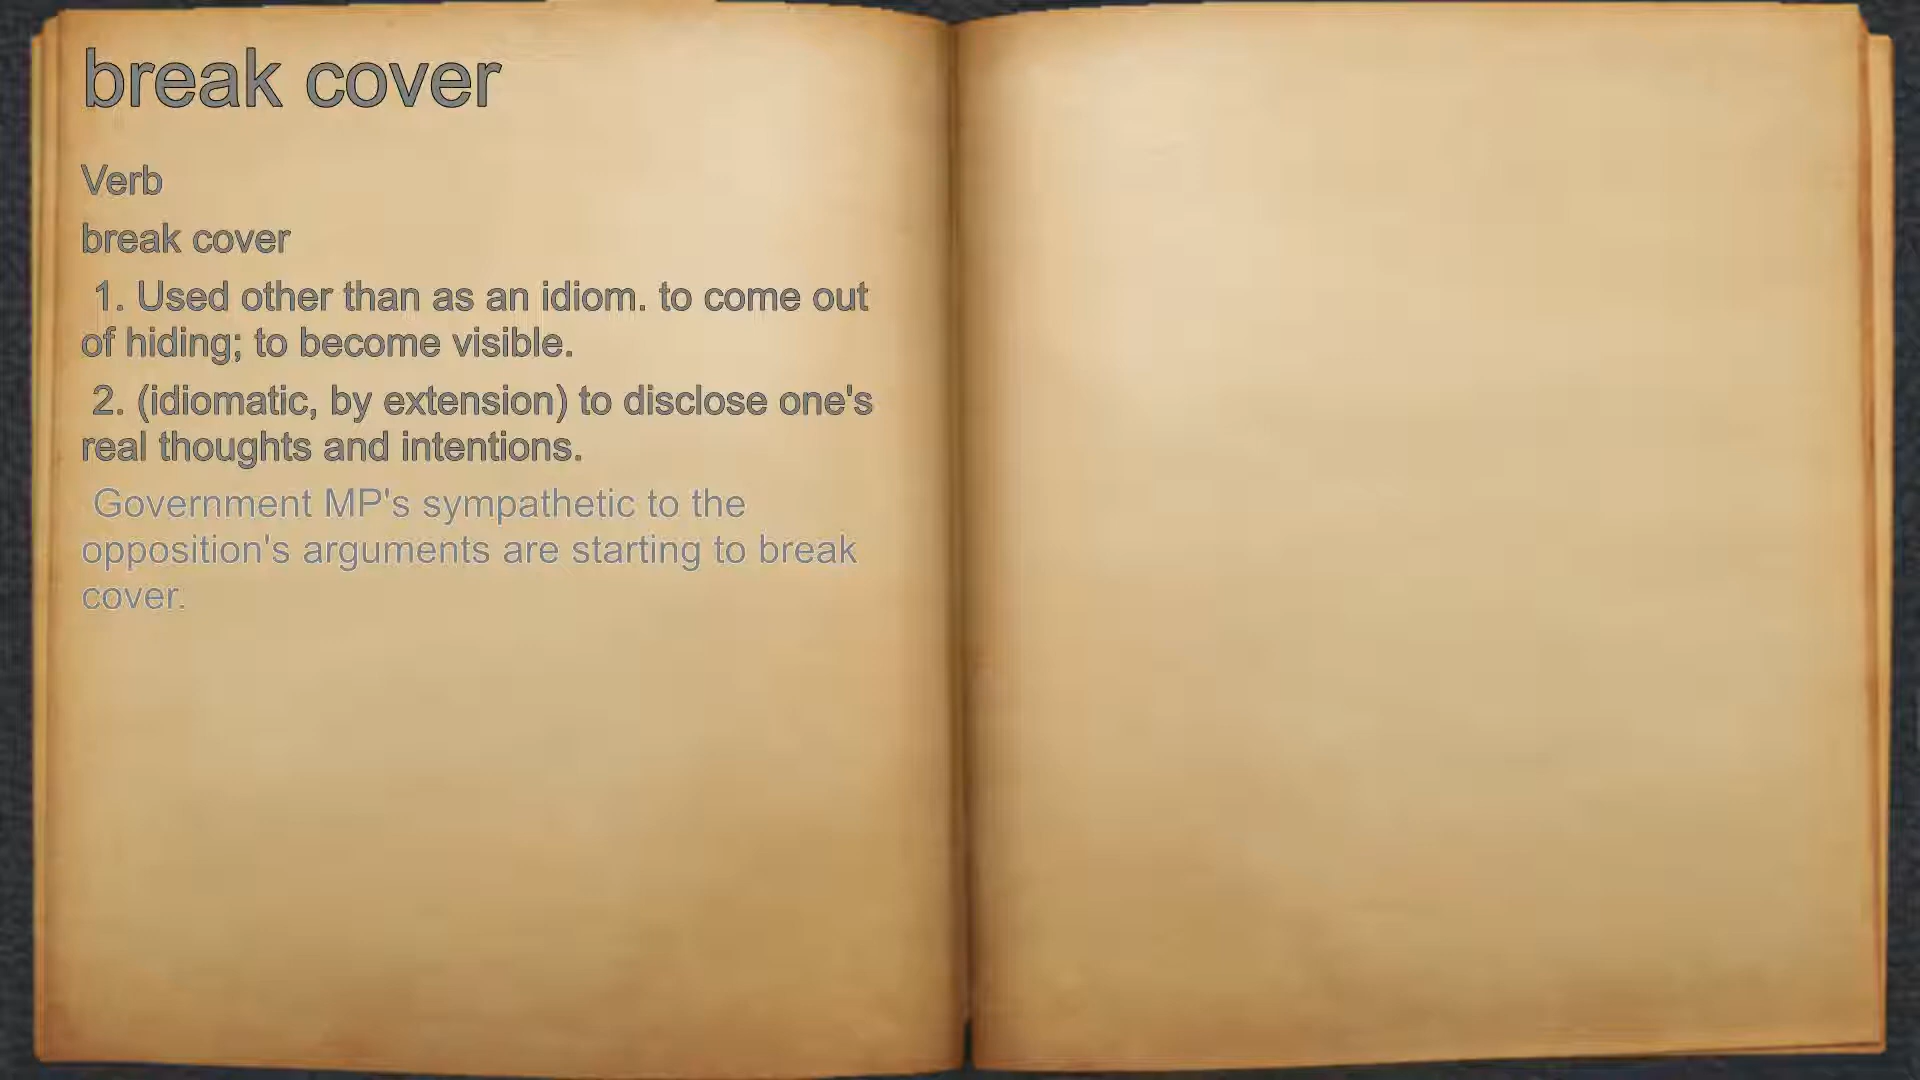 break cover
Verb
break cover
1. Used other than as an idiom. to come out
of hiding; to become visible.
2. (idiomatic, by extension) to disclose one's
real thoughts and intentions.
Government MP's sympathetic to the
opposition's arguments are starting to break
cover.